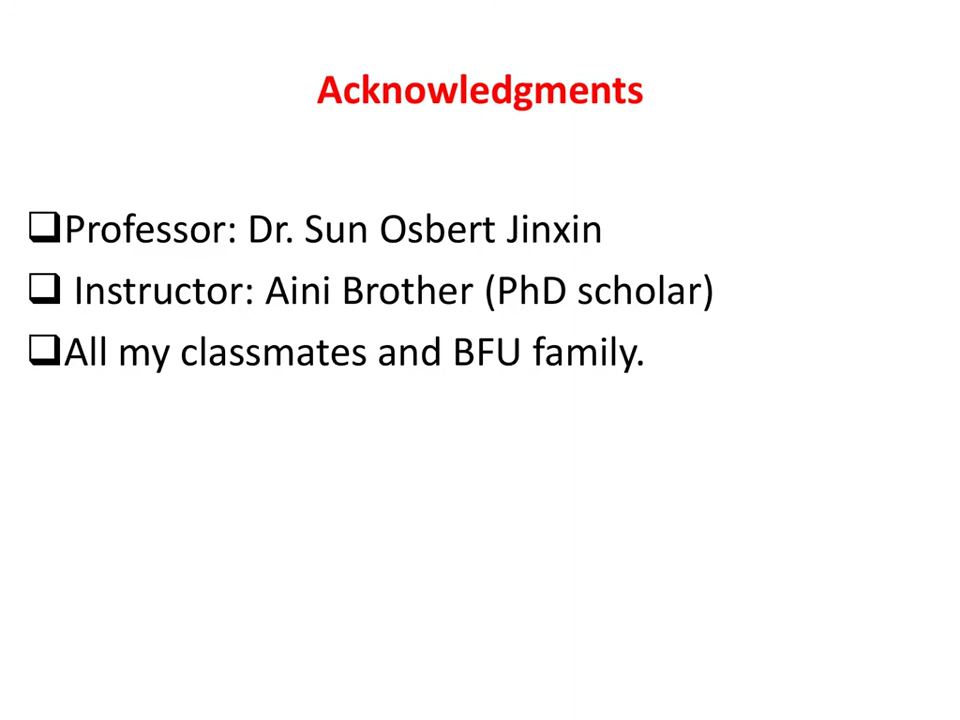 Acknowledgments
❑Professor: Dr. Sun Osbert Jinxin
❑ Instructor: Aini Brother (PhD scholar)
❑All my classmates and BFU family.